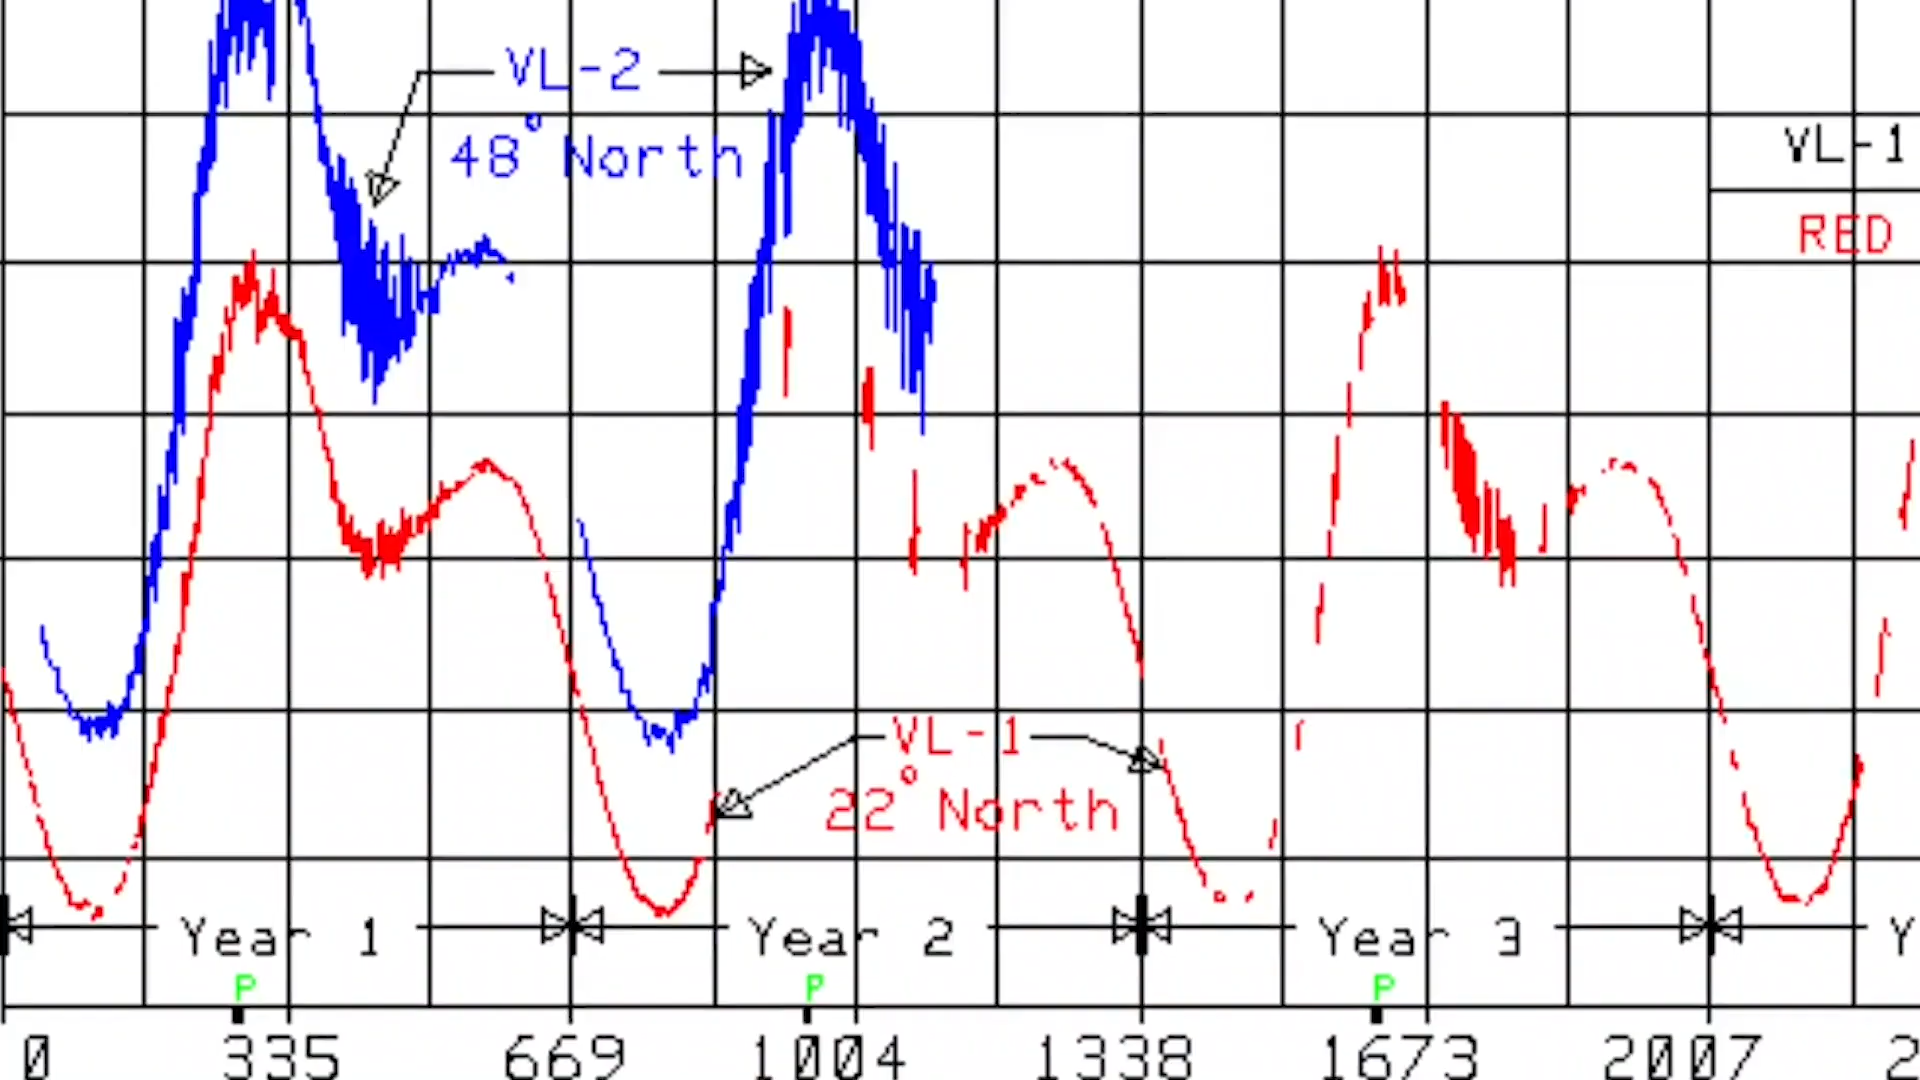 VL-2
48° North
VL-1
RED
VL-1
22° North
Year 1
Year 2
Year 3
Y
P
P
P
0
335
669
1004
1338
1673
2007
2